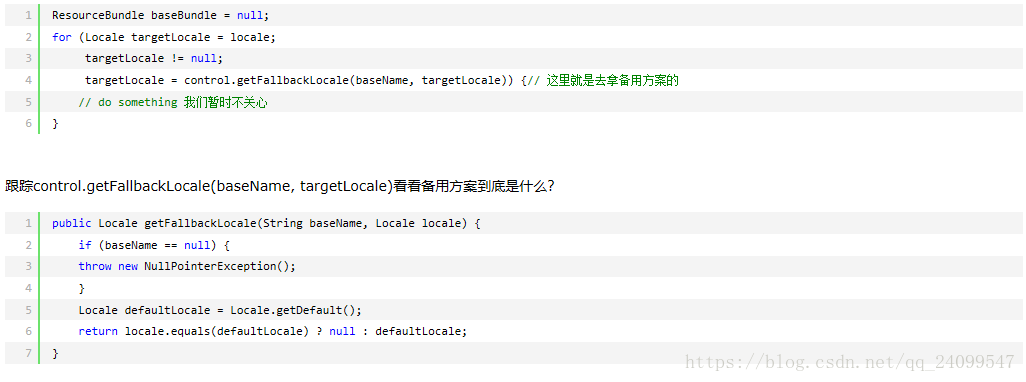 1 ResourceBundle baseBundle = null;
2 for (Locale targetLocale = locale;
3      targetLocale != null;
4      targetLocale = control.getFallbackLocale(baseName, targetLocale)) {// 这里就是去拿备用方案的
5     // do something 我们暂时不关心
6 }
跟踪control.getFallbackLocale(baseName, targetLocale)看看备用方案到底是什么?
1 public Locale getFallbackLocale(String baseName, Locale locale) {
2     if (baseName == null) {
3     throw new NullPointerException();
4     }
5     Locale defaultLocale = Locale.getDefault();
6     return locale.equals(defaultLocale) ? null : defaultLocale;
7 }
https://blog.csdn.net/qq_24099547